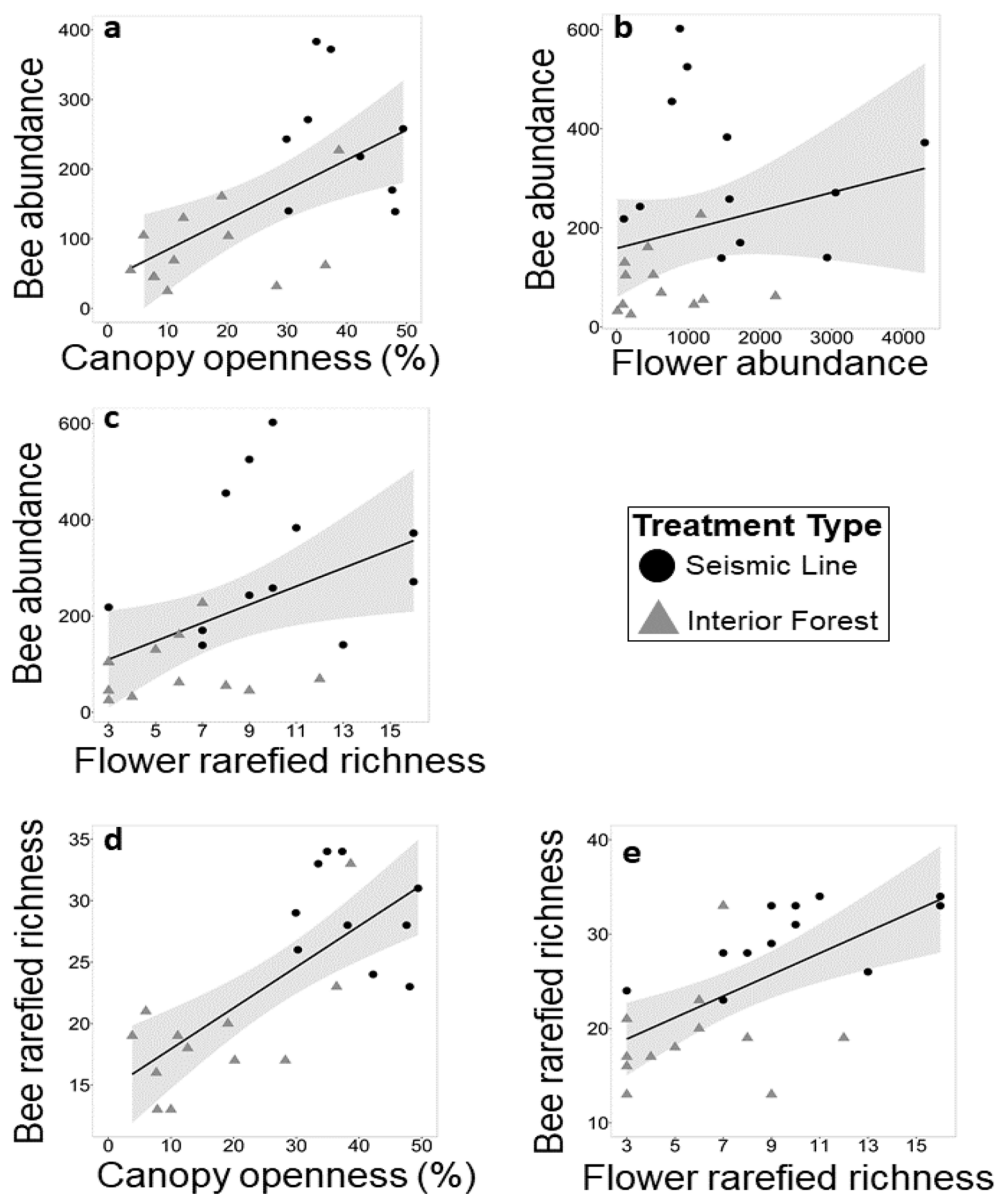 a
400
300
200
100
0
Bee abundance
0 10 20 30 40 50
Canopy openness (%)
b
600
400
200
0
Bee abundance
0 1000 2000 3000 4000
Flower abundance
c
600
400
200
0
Bee abundance
3 5 7 9 11 13 15
Flower rarefied richness
Treatment Type
Seismic Line
Interior Forest
d
35
30
25
20
15
Bee rarefied richness
0 10 20 30 40 50
Canopy openness (%)
e
40
30
20
10
Bee rarefied richness
3 5 7 9 11 13 15
Flower rarefied richness